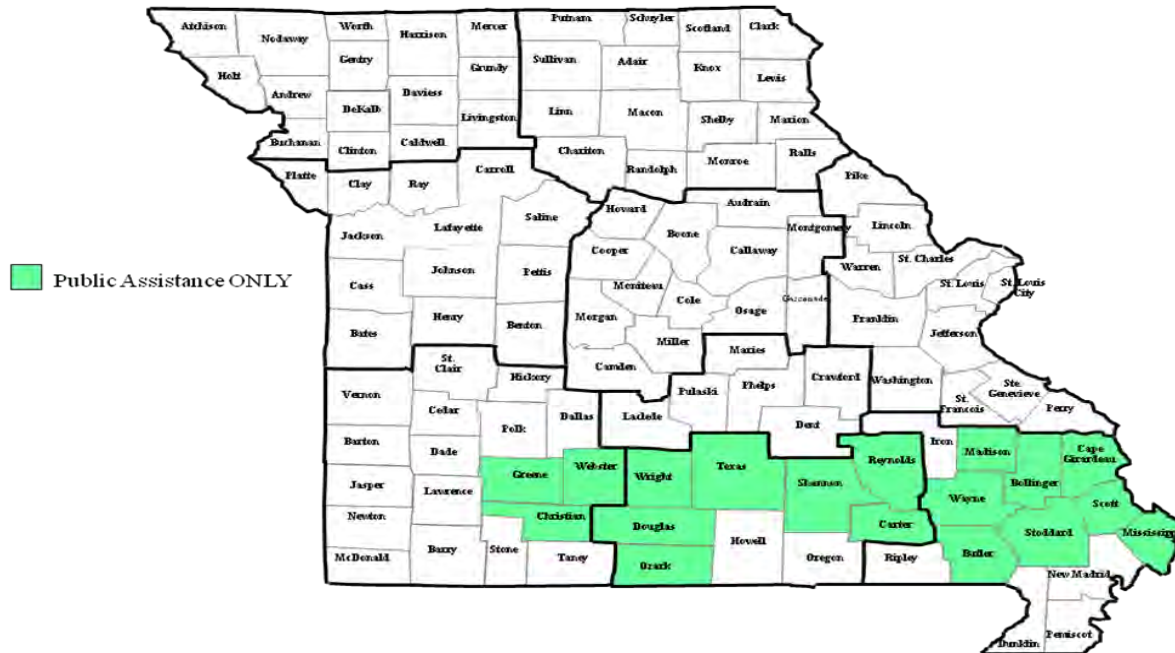 Atchison
Nodaway
Worth
Harrison
Mercer
Putnam
Schuyler
Scotland
Clark
Holt
Gentry
Grundy
Sullivan
Adair
Knox
Lewis
Andrew
DeKalb
Daviess
Livingston
Linn
Macon
Shelby
Marion
Buchanan
Clinton
Caldwell
Chariton
Randolph
Monroe
Ralls
Platte
Clay
Ray
Carroll
Pike
Saline
Howard
Audrain
Lincoln
Jackson
Lafayette
Boone
Montgomery
Cooper
Callaway
Warren
St. Charles
Public Assistance ONLY
Johnson
Pettis
Cass
Moniteau
Cole
Osage
Gasconade
St. Louis
St. Louis
City
Bates
Henry
Benton
Morgan
Miller
Franklin
Jefferson
St.
Clair
Hickory
Camden
Maries
Vernon
Cedar
Polk
Dallas
Laclede
Pulaski
Phelps
Crawford
Washington
St.
Francois
Ste.
Genevieve
Perry
Barton
Dade
Dent
Iron
Madison
Cape
Girardeau
Jasper
Lawrence
Greene
Webster
Wright
Texas
Shannon
Reynolds
Wayne
Bollinger
Scott
Newton
Christian
Douglas
Carter
Stoddard
Mississipp
McDonald
Barry
Stone
Taney
Ozark
Howell
Oregon
Ripley
Butler
New Madrid
Dunklin
Pemiscot